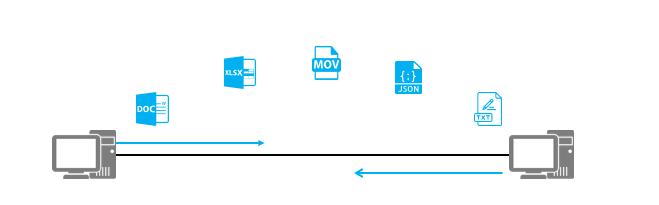 DOC
XLSX
MOV
{:}
JSON
TXT